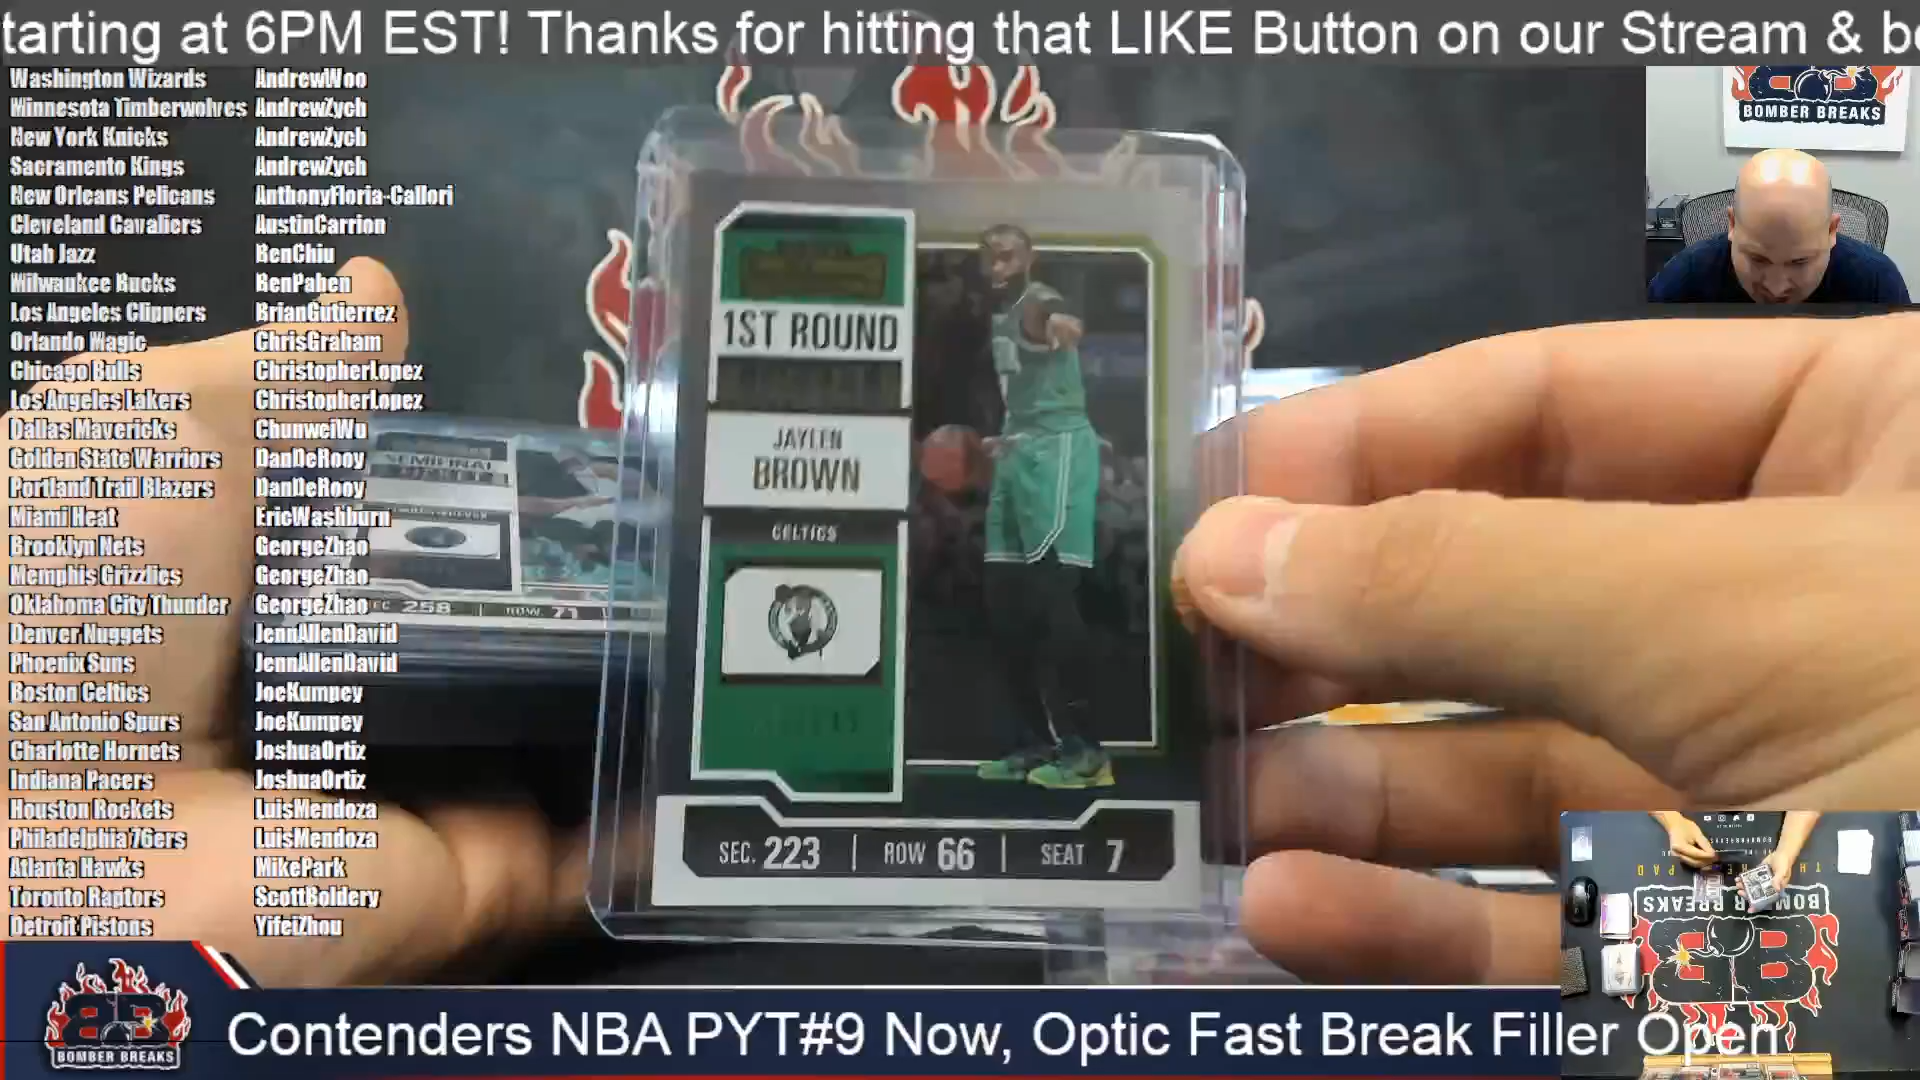 tarting at 6PM EST! Thanks for hitting that LIKE Button on our Stream & be
Washington Wizards AndrewWoo
Minnesota Timberwolves AndrewZych
New York Knicks AndrewZych
Sacramento Kings AndrewZych
New Orleans Pelicans AnthonyFloria-Callori
Cleveland Cavaliers AustinCarrion
Utah Jazz BenChiu
Milwaukee Bucks BenPahen
Los Angeles Clippers BrianGutierrez
Orlando Magic ChrisGraham
Chicago Bulls ChristopherLopez
Los Angeles Lakers ChristopherLopez
Dallas Mavericks ChunweiWu
Golden State Warriors DanDeRooy
Portland Trail Blazers DanDeRooy
Miami Heat EricWashburn
Brooklyn Nets GeorgeZhao
Memphis Grizzlies GeorgeZhao
Oklahoma City Thunder GeorgeZhao
Denver Nuggets JennAllenDavid
Phoenix Suns JennAllenDavid
Boston Celtics JoeKumpey
San Antonio Spurs JoeKumpey
Charlotte Hornets JoshuaOrtiz
Indiana Pacers JoshuaOrtiz
Houston Rockets LuisMendoza
Philadelphia 76ers LuisMendoza
Atlanta Hawks MikePark
Toronto Raptors ScottBoldery
Detroit Pistons YifeiZhou
1ST ROUND
JAYLEN
BROWN
CELTICS
SEC. 223 | ROW 66 | SEAT 7
SEMIFINAL
258 | ROW 71
BOMBER BREAKS
BOMBER BREAKS
BOMBER BREAKS
Contenders NBA PYT#9 Now, Optic Fast Break Filler Open